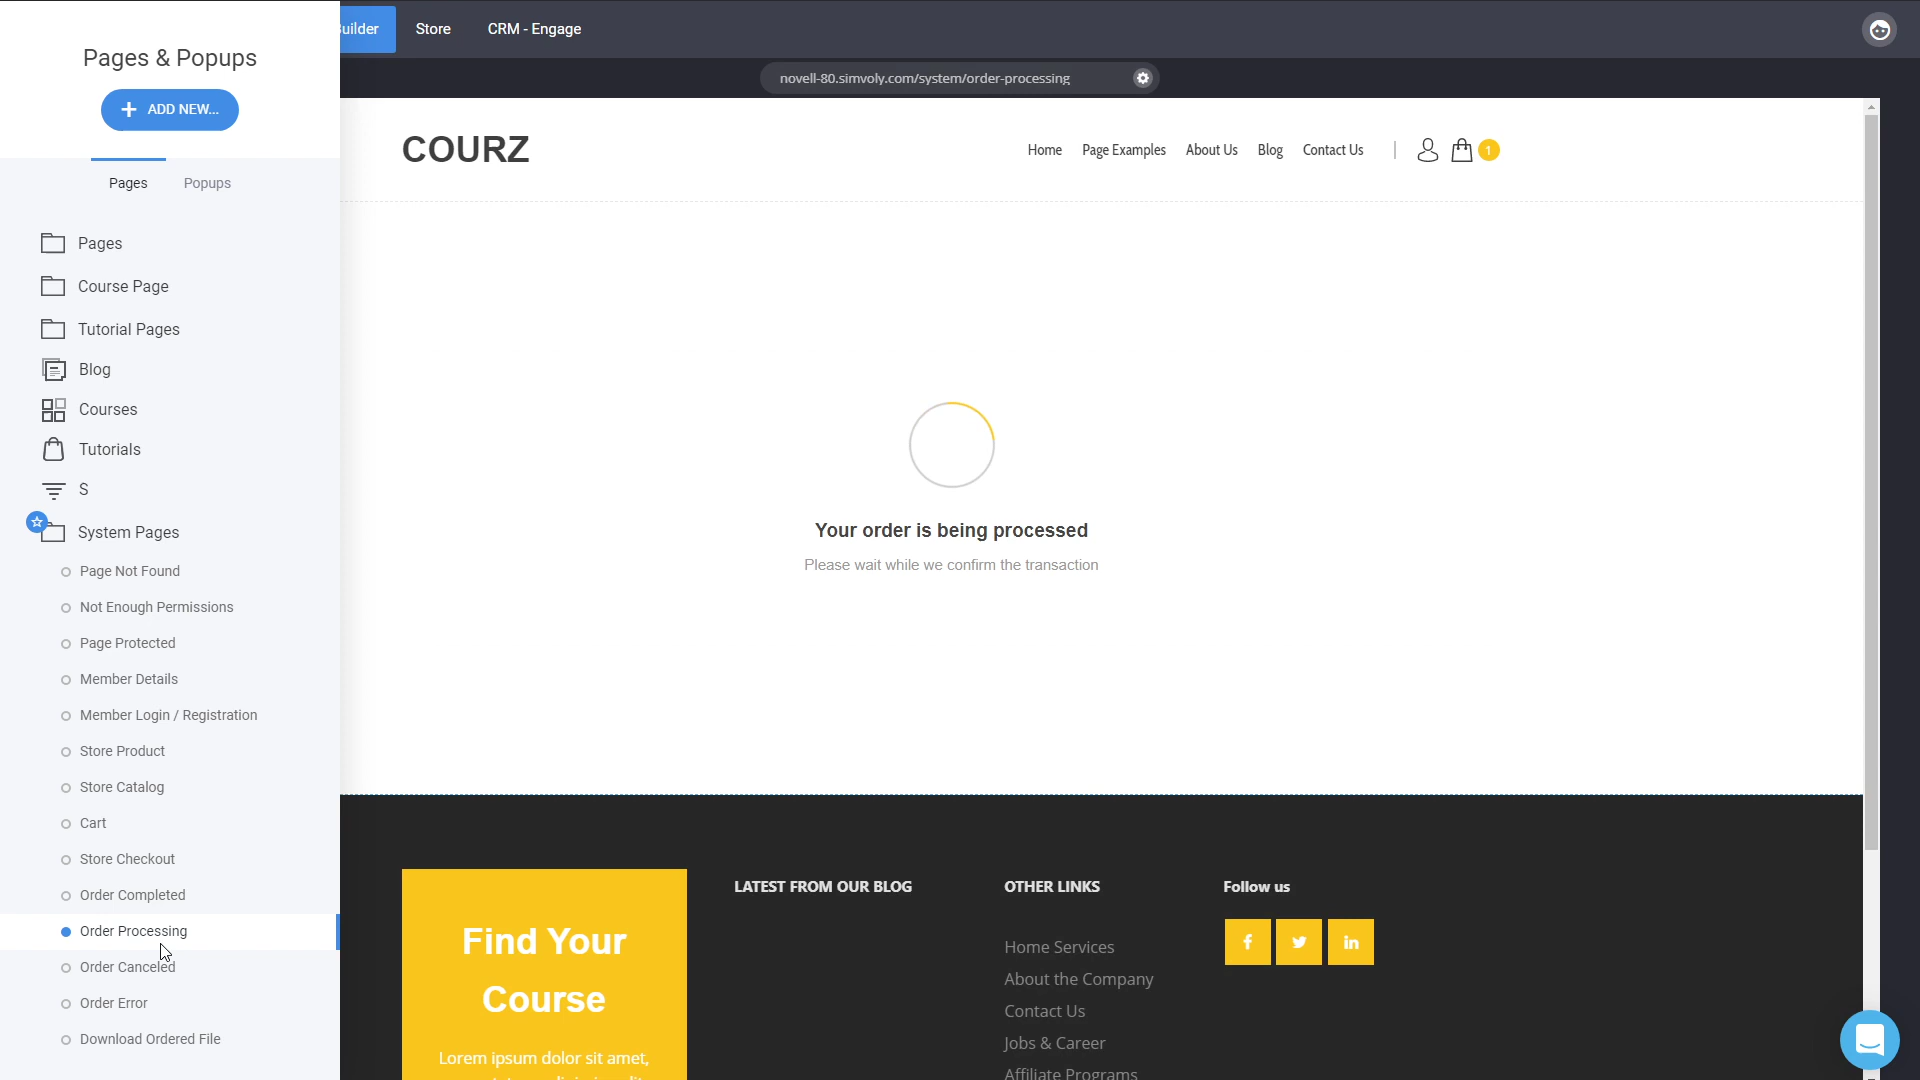 Pages & Popups
ADD NEW...
Pages
Popups
Pages
Course Page
Tutorial Pages
Blog
Courses
Tutorials
S
System Pages
Page Not Found
Not Enough Permissions
Page Protected
Member Details
Member Login / Registration
Store Product
Store Catalog
Cart
Store Checkout
Order Completed
Order Processing
Order Canceled
Order Error
Download Ordered File
uilder
Store
CRM - Engage
novell-80.simvoly.com/system/order-processing
COURZ
Home
Page Examples
About Us
Blog
Contact Us
1
Your order is being processed
Please wait while we confirm the transaction
Find Your
Course
Lorem ipsum dolor sit amet,
LATEST FROM OUR BLOG
OTHER LINKS
Home Services
About the Company
Contact Us
Jobs & Career
Affiliate Programs
Follow us